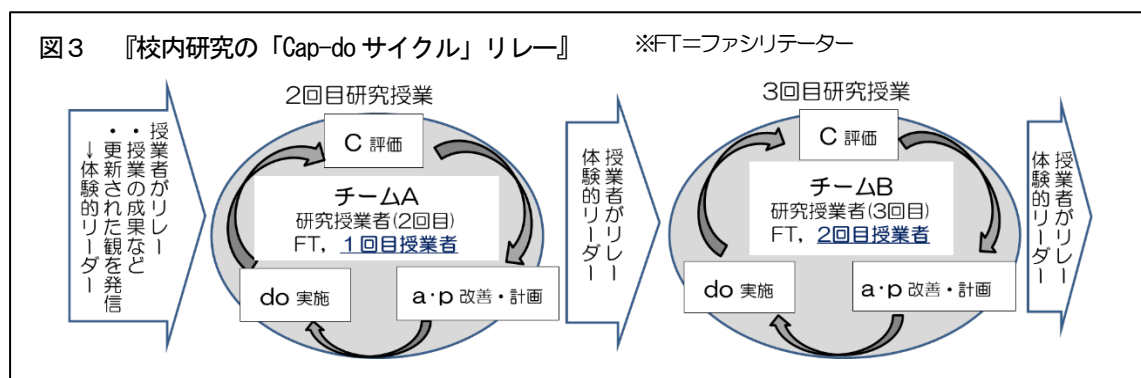 図3 『校内研究の「Cap-do サイクル」リレー』 ※FT=ファシリテーター
授業者がリレー
・授業の成果など
・更新された観を発信
→体験的リーダー
2回目研究授業
C 評価
チームA
研究授業者(2回目)
FT, 1回目授業者
do 実施
a・p 改善・計画
授業者がリレー
体験的リーダー
3回目研究授業
C 評価
チームB
研究授業者(3回目)
FT, 2回目授業者
do 実施
a・p 改善・計画
授業者がリレー
体験的リーダー